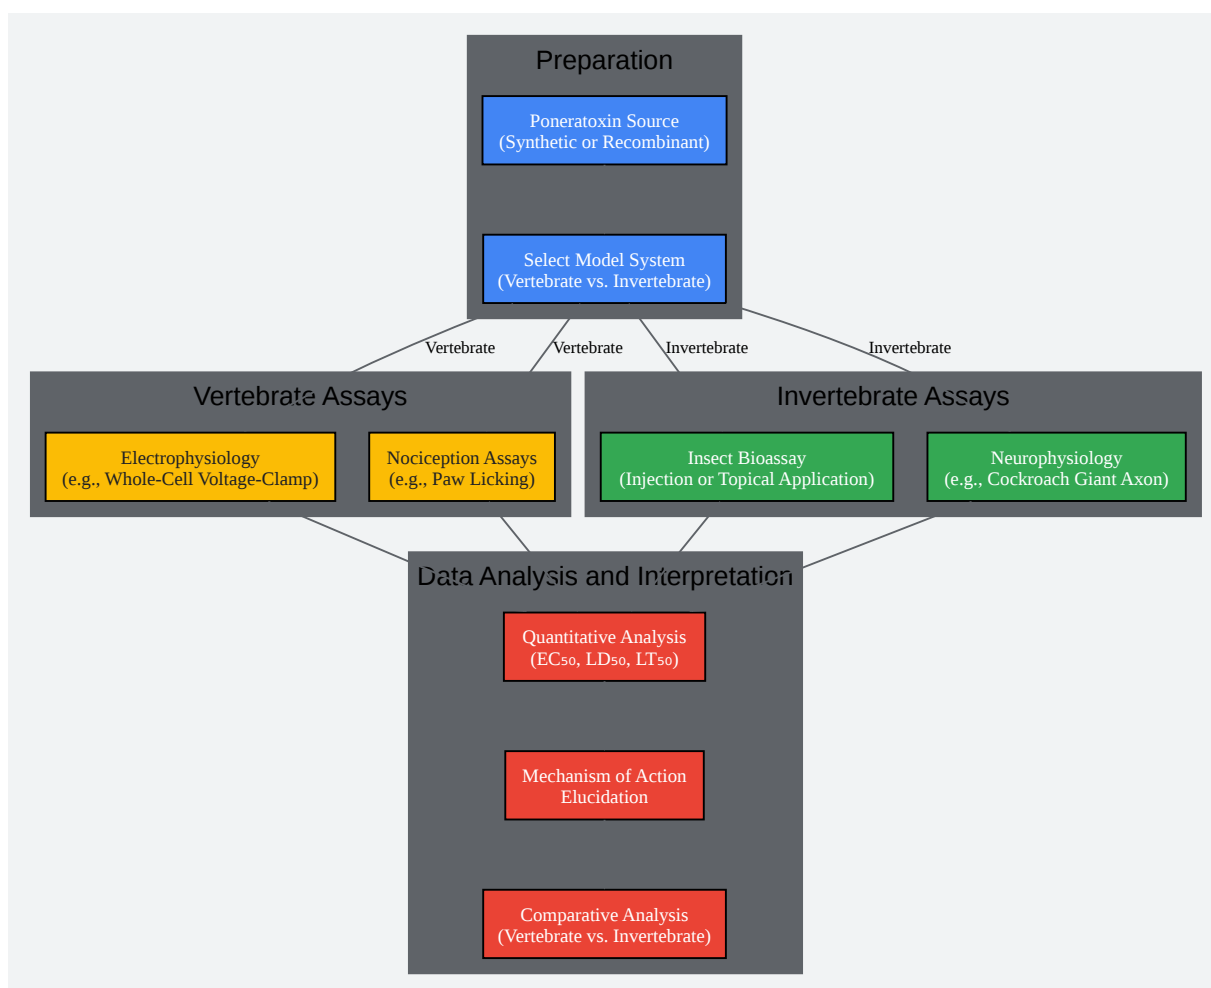 Preparation
Poneratoxin Source
(Synthetic or Recombinant)
Select Model System
(Vertebrate vs. Invertebrate)
Vertebrate
Vertebrate
Invertebrate
Invertebrate
Vertebrate Assays
Electrophysiology
(e.g., Whole-Cell Voltage-Clamp)
Nociception Assays
(e.g., Paw Licking)
Invertebrate Assays
Insect Bioassay
(Injection or Topical Application)
Neurophysiology
(e.g., Cockroach Giant Axon)
Data Analysis and Interpretation
Quantitative Analysis
(EC₅₀, LD₅₀, LT₅₀)
Mechanism of Action
Elucidation
Comparative Analysis
(Vertebrate vs. Invertebrate)